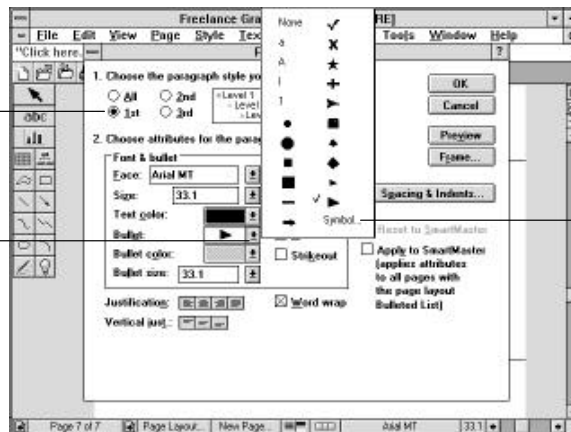 Freelance Gra
RE]
File Edit View Page Style Tex
Tools Window Help
"Click here.
1. Choose the paragraph style yo
All 2nd
1st 3rd
Level 1
Level
Lev
2. Choose attributes for the parag
Font & bullet
Face: Arial MT
Size: 33.1
Text color:
Bullet:
Bullet color:
Bullet size: 33.1
Justification:
Vertical just.:
None
a
A
I
1
Symbol...
Strikeout
Word wrap
OK
Cancel
Preview
Frame...
Spacing & Indents...
Reset to SmartMaster
Apply to SmartMaster
(applies attributes
to all pages with
the page layout
Bulleted List)
abc
Page 7 of 7 Page Layout... New Page... Arial MT 33.1